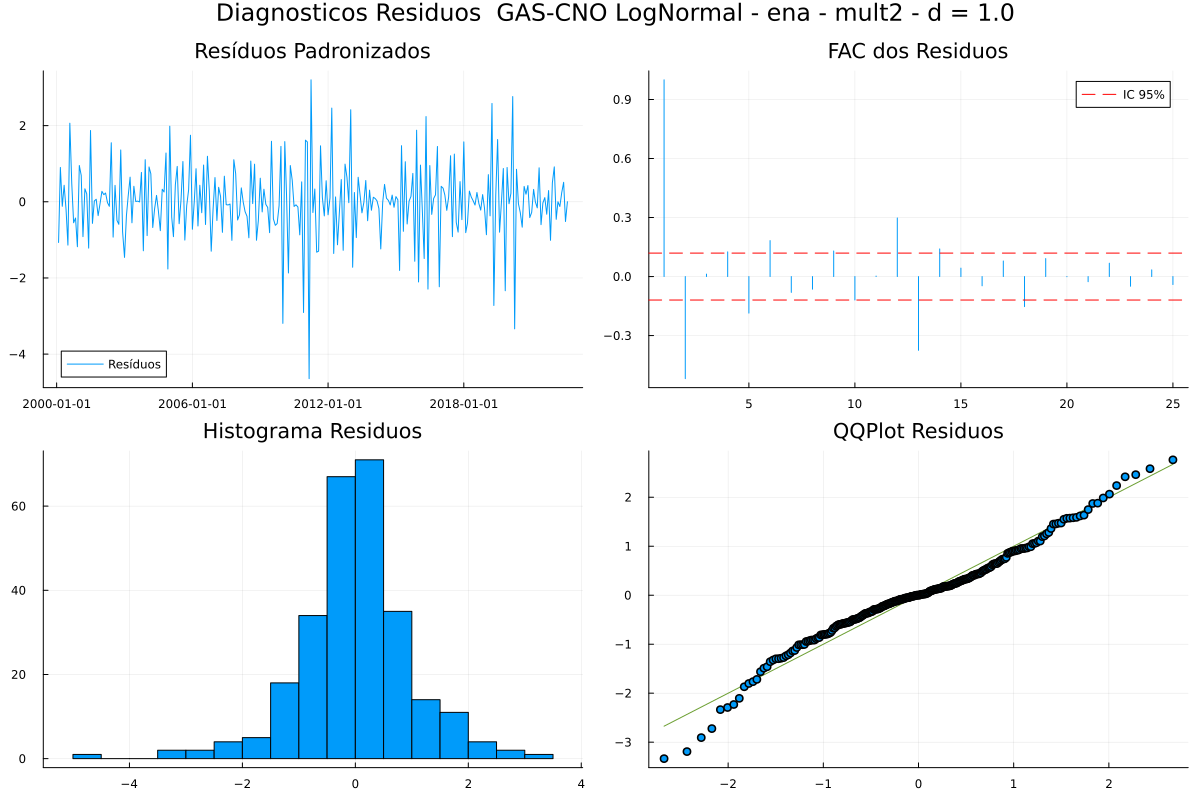 Diagnosticos Residuos  GAS-CNO LogNormal - ena - mult2 - d = 1.0
Resíduos Padronizados
2
0
−2
−4
Resíduos
2000-01-01 2006-01-01 2012-01-01 2018-01-01
FAC dos Residuos
0.9
0.6
0.3
0.0
−0.3
IC 95%
5 10 15 20 25
Histograma Residuos
60
40
20
0
−4 −2 0 2 4
QQPlot Residuos
2
1
0
−1
−2
−3
−2 −1 0 1 2